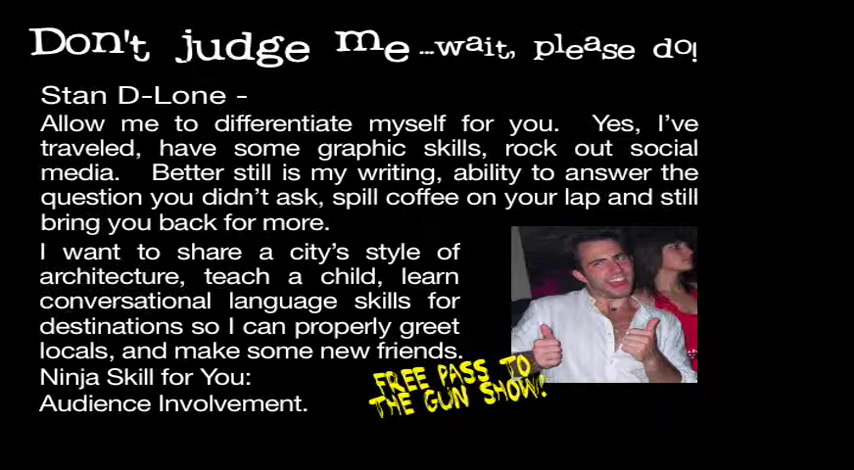 Don't judge me ...wait, please do!
Stan D-Lone -
Allow me to differentiate myself for you. Yes, I've
traveled, have some graphic skills, rock out social
media. Better still is my writing, ability to answer the
question you didn't ask, spill coffee on your lap and still
bring you back for more.
I want to share a city's style of
architecture, teach a child, learn
conversational language skills for
destinations so I can properly greet
locals, and make some new friends.
Ninja Skill for You:
Audience Involvement.
FREE PASS TO
THE GUN SHOW!